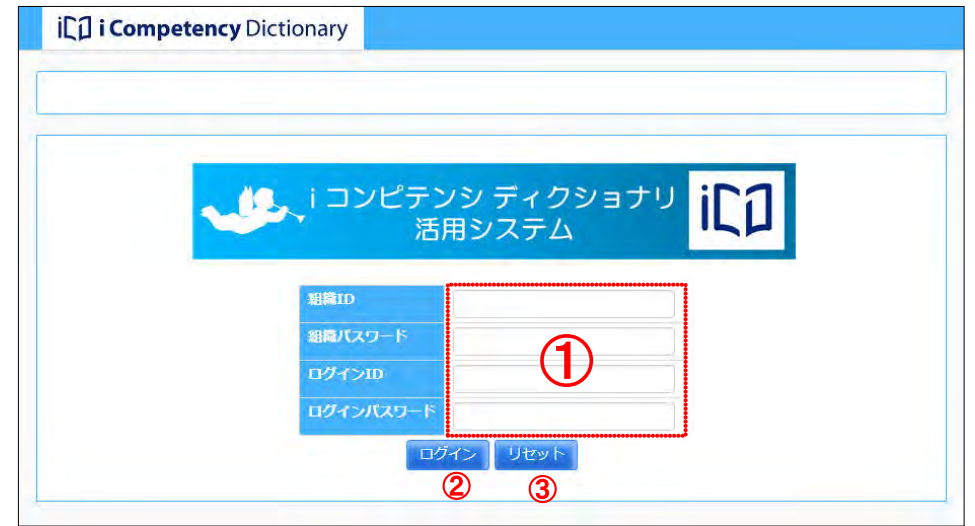 iCD i Competency Dictionary
i コンピテンシ ディクショナリ
活用システム
iCD
組織ID
組織パスワード
ログインID
ログインパスワード
①
ログイン
リセット
②
③